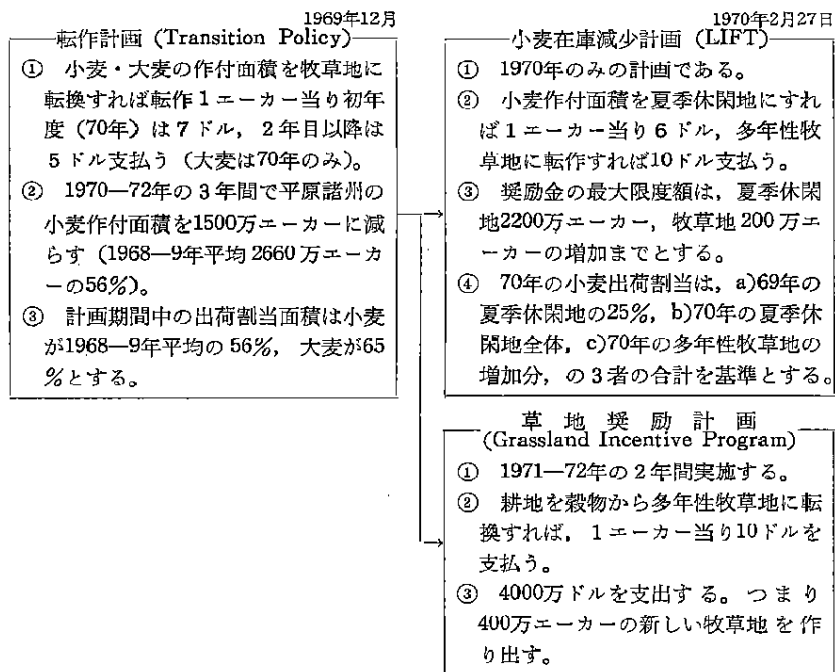 1969年12月
転作計画 (Transition Policy)
① 小麦・大麦の作付面積を牧草地に
転換すれば転作1エーカー当り初年
度(70年)は7ドル,2年目以降は
5ドル支払う(大麦は70年のみ)。
② 1970—72年の3年間で平原諸州の
小麦作付面積を1500万エーカーに減
らす(1968—9年平均2660万エーカ
ーの56%)。
③ 計画期間中の出荷割当面積は小麦
が1968—9年平均の56%, 大麦が65
%とする。
1970年2月27日
小麦在庫減少計画 (LIFT)
① 1970年のみの計画である。
② 小麦作付面積を夏季休閑地にすれ
ば1エーカー当り6ドル,多年性牧
草地に転作すれば10ドル支払う。
③ 奨励金の最大限度額は,夏季休閑
地2200万エーカー,牧草地200万エ
ーカーの増加までとする。
④ 70年の小麦出荷割当は,a)69年の
夏季休閑地の25%,b)70年の夏季休
閑地全体,c)70年の多年性牧草地の
増加分,の3者の合計を基準とする。
草地奨励計画
(Grassland Incentive Program)
① 1971—72年の2年間実施する。
② 耕地を穀物から多年性牧草地に転
換すれば,1エーカー当り10ドルを
支払う。
③ 4000万ドルを支出する。つまり
400万エーカーの新しい牧草地を作
り出す。